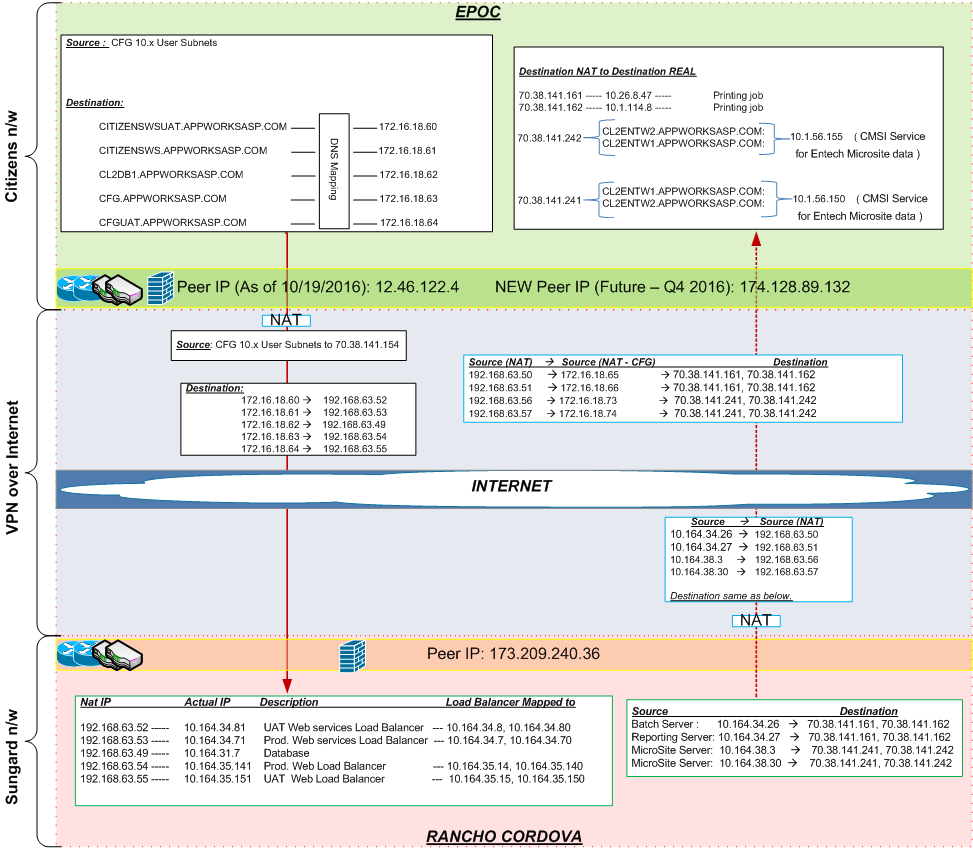 EPOC
Citizens n/w
Source : CFG 10.x User Subnets
Destination:
CITIZENSWSUAT.APPWORKSASP.COM 172.16.18.60
CITIZENSWS.APPWORKSASP.COM 172.16.18.61
CL2DB1.APPWORKSASP.COM 172.16.18.62
CFG.APPWORKSASP.COM 172.16.18.63
CFGUAT.APPWORKSASP.COM 172.16.18.64
DNS Mapping
Destination NAT to Destination REAL
70.38.141.161 ----- 10.26.8.47 ----- Printing job
70.38.141.162 ----- 10.1.114.8 ----- Printing job
CL2ENTW2.APPWORKSASP.COM:
70.38.141.242 10.1.56.155 ( CMSI Service
CL2ENTW1.APPWORKSASP.COM:
for Entech Microsite data )
CL2ENTW1.APPWORKSASP.COM:
70.38.141.241 10.1.56.150 ( CMSI Service
CL2ENTW2.APPWORKSASP.COM:
for Entech Microsite data )
Peer IP (As of 10/19/2016): 12.46.122.4 NEW Peer IP (Future – Q4 2016): 174.128.89.132
VPN over Internet
NAT
Source: CFG 10.x User Subnets to 70.38.141.154
Destination:
172.16.18.60 → 192.168.63.52
172.16.18.61 → 192.168.63.53
172.16.18.62 → 192.168.63.49
172.16.18.63 → 192.168.63.54
172.16.18.64 → 192.168.63.55
Source (NAT) → Source (NAT - CFG) Destination
192.168.63.50 → 172.16.18.65 → 70.38.141.161, 70.38.141.162
192.168.63.51 → 172.16.18.66 → 70.38.141.161, 70.38.141.162
192.168.63.56 → 172.16.18.73 → 70.38.141.241, 70.38.141.242
192.168.63.57 → 172.16.18.74 → 70.38.141.241, 70.38.141.242
INTERNET
Source → Source (NAT)
10.164.34.26 → 192.168.63.50
10.164.34.27 → 192.168.63.51
10.164.38.3 → 192.168.63.56
10.164.38.30 → 192.168.63.57
Destination same as below.
NAT
Peer IP: 173.209.240.36
Sungard n/w
Nat IP Actual IP Description Load Balancer Mapped to
192.168.63.52 ----- 10.164.34.81 UAT Web services Load Balancer --- 10.164.34.8, 10.164.34.80
192.168.63.53 ----- 10.164.34.71 Prod. Web services Load Balancer --- 10.164.34.7, 10.164.34.70
192.168.63.49 ----- 10.164.31.7 Database
192.168.63.54 ----- 10.164.35.141 Prod. Web Load Balancer --- 10.164.35.14, 10.164.35.140
192.168.63.55 ----- 10.164.35.151 UAT Web Load Balancer --- 10.164.35.15, 10.164.35.150
Source Destination
Batch Server : 10.164.34.26 → 70.38.141.161, 70.38.141.162
Reporting Server: 10.164.34.27 → 70.38.141.161, 70.38.141.162
MicroSite Server: 10.164.38.3 → 70.38.141.241, 70.38.141.242
MicroSite Server: 10.164.38.30 → 70.38.141.241, 70.38.141.242
RANCHO CORDOVA